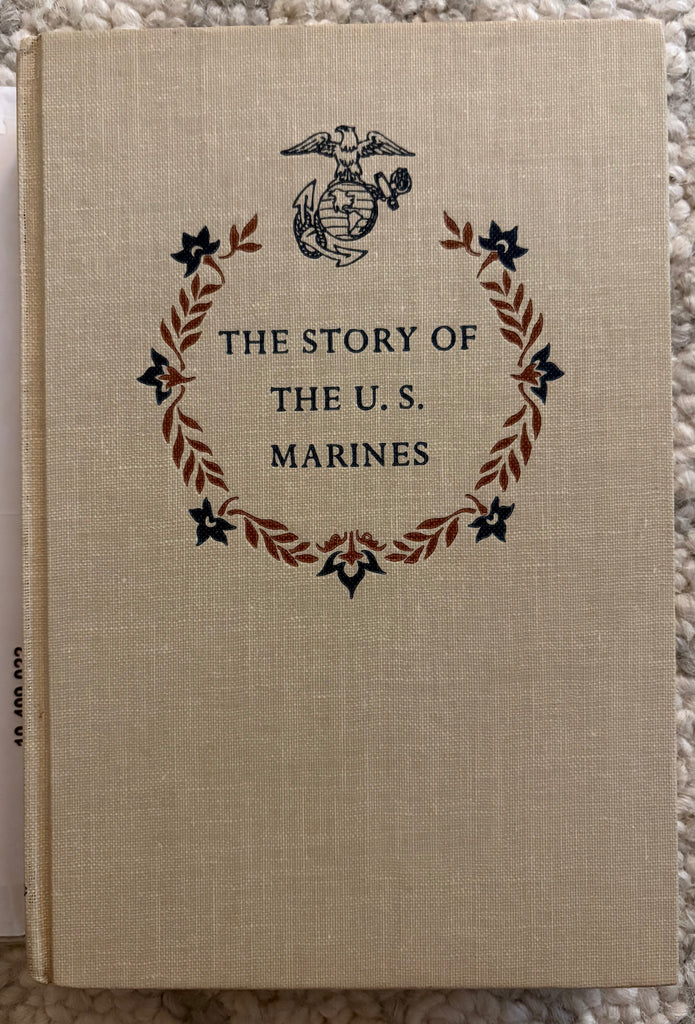 THE STORY OF
THE U. S.
MARINES